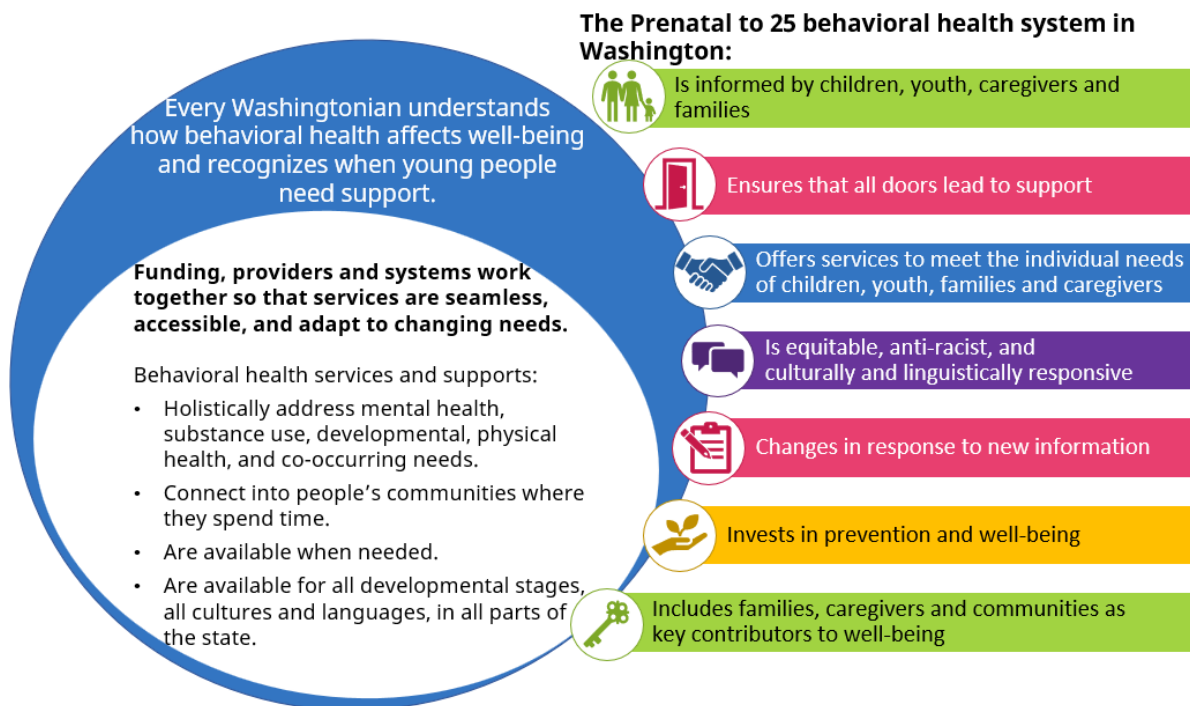 The Prenatal to 25 behavioral health system in
Washington:
Every Washingtonian understands
how behavioral health affects well-being
and recognizes when young people
need support.
Funding, providers and systems work
together so that services are seamless,
accessible, and adapt to changing needs.
Behavioral health services and supports:
• Holistically address mental health,
substance use, developmental, physical
health, and co-occurring needs.
• Connect into people’s communities where
they spend time.
• Are available when needed.
• Are available for all developmental stages,
all cultures and languages, in all parts of
the state.
Is informed by children, youth, caregivers and
families
Ensures that all doors lead to support
Offers services to meet the individual needs
of children, youth, families and caregivers
Is equitable, anti-racist, and
culturally and linguistically responsive
Changes in response to new information
Invests in prevention and well-being
Includes families, caregivers and communities as
key contributors to well-being